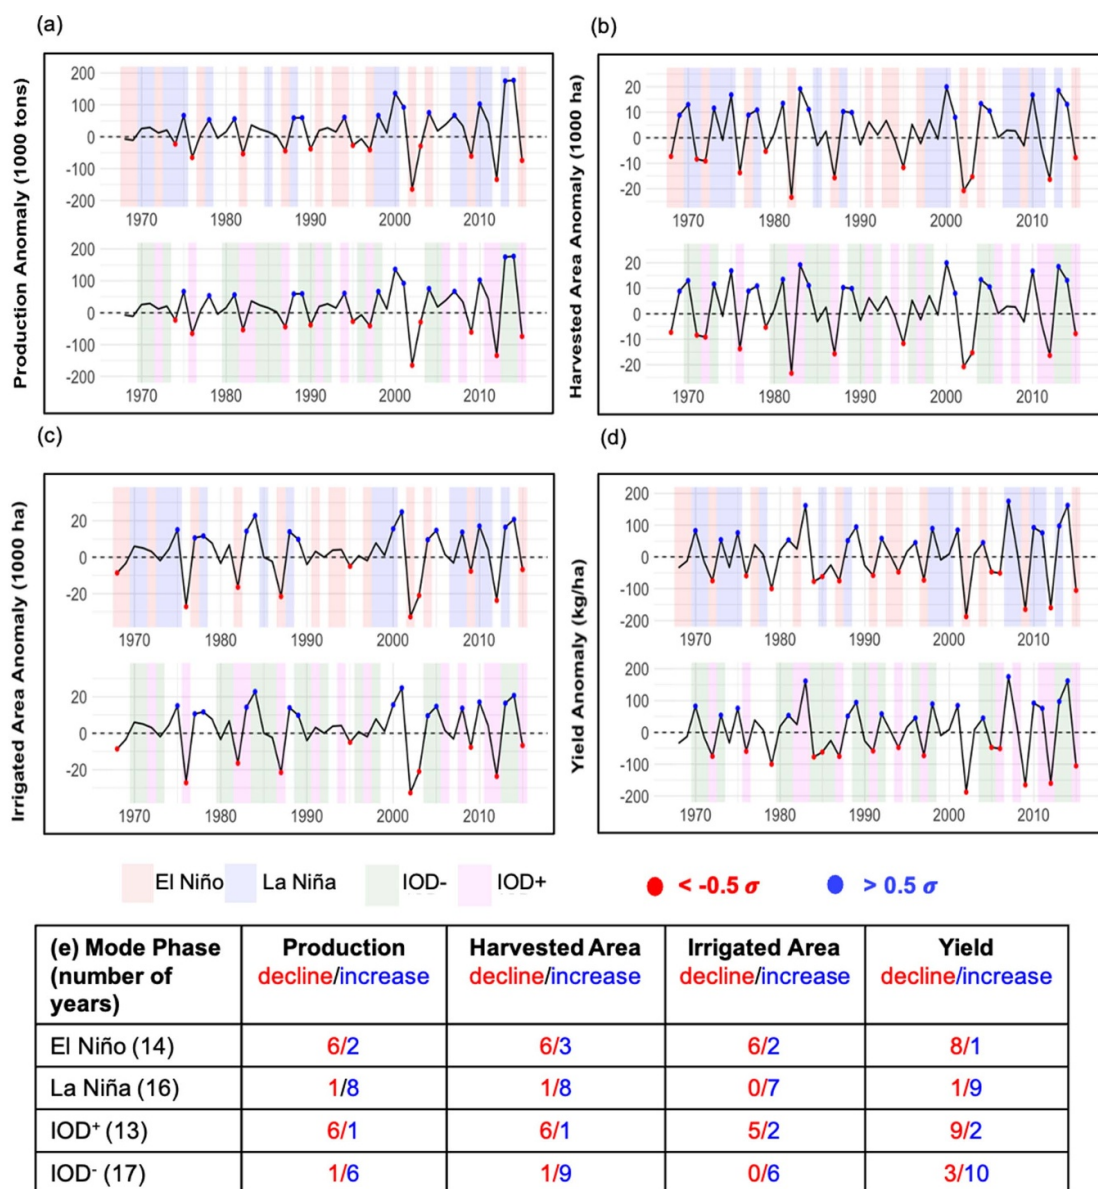 (a)
Production Anomaly (1000 tons)
200
100
0
-100
-200
1970 1980 1990 2000 2010
200
100
0
-100
-200
1970 1980 1990 2000 2010
(b)
Harvested Area Anomaly (1000 ha)
20
10
0
-10
-20
1970 1980 1990 2000 2010
20
10
0
-10
-20
1970 1980 1990 2000 2010
(c)
Irrigated Area Anomaly (1000 ha)
20
0
-20
1970 1980 1990 2000 2010
20
0
-20
1970 1980 1990 2000 2010
(d)
Yield Anomaly (kg/ha)
200
100
0
-100
-200
1970 1980 1990 2000 2010
200
100
0
-100
-200
1970 1980 1990 2000 2010
El Niño La Niña IOD- IOD+ < -0.5 σ > 0.5 σ
(e) Mode Phase (number of years) Production decline/increase Harvested Area decline/increase Irrigated Area decline/increase Yield decline/increase
El Niño (14) 6/2 6/3 6/2 8/1
La Niña (16) 1/8 1/8 0/7 1/9
IOD⁺ (13) 6/1 6/1 5/2 9/2
IOD⁻ (17) 1/6 1/9 0/6 3/10